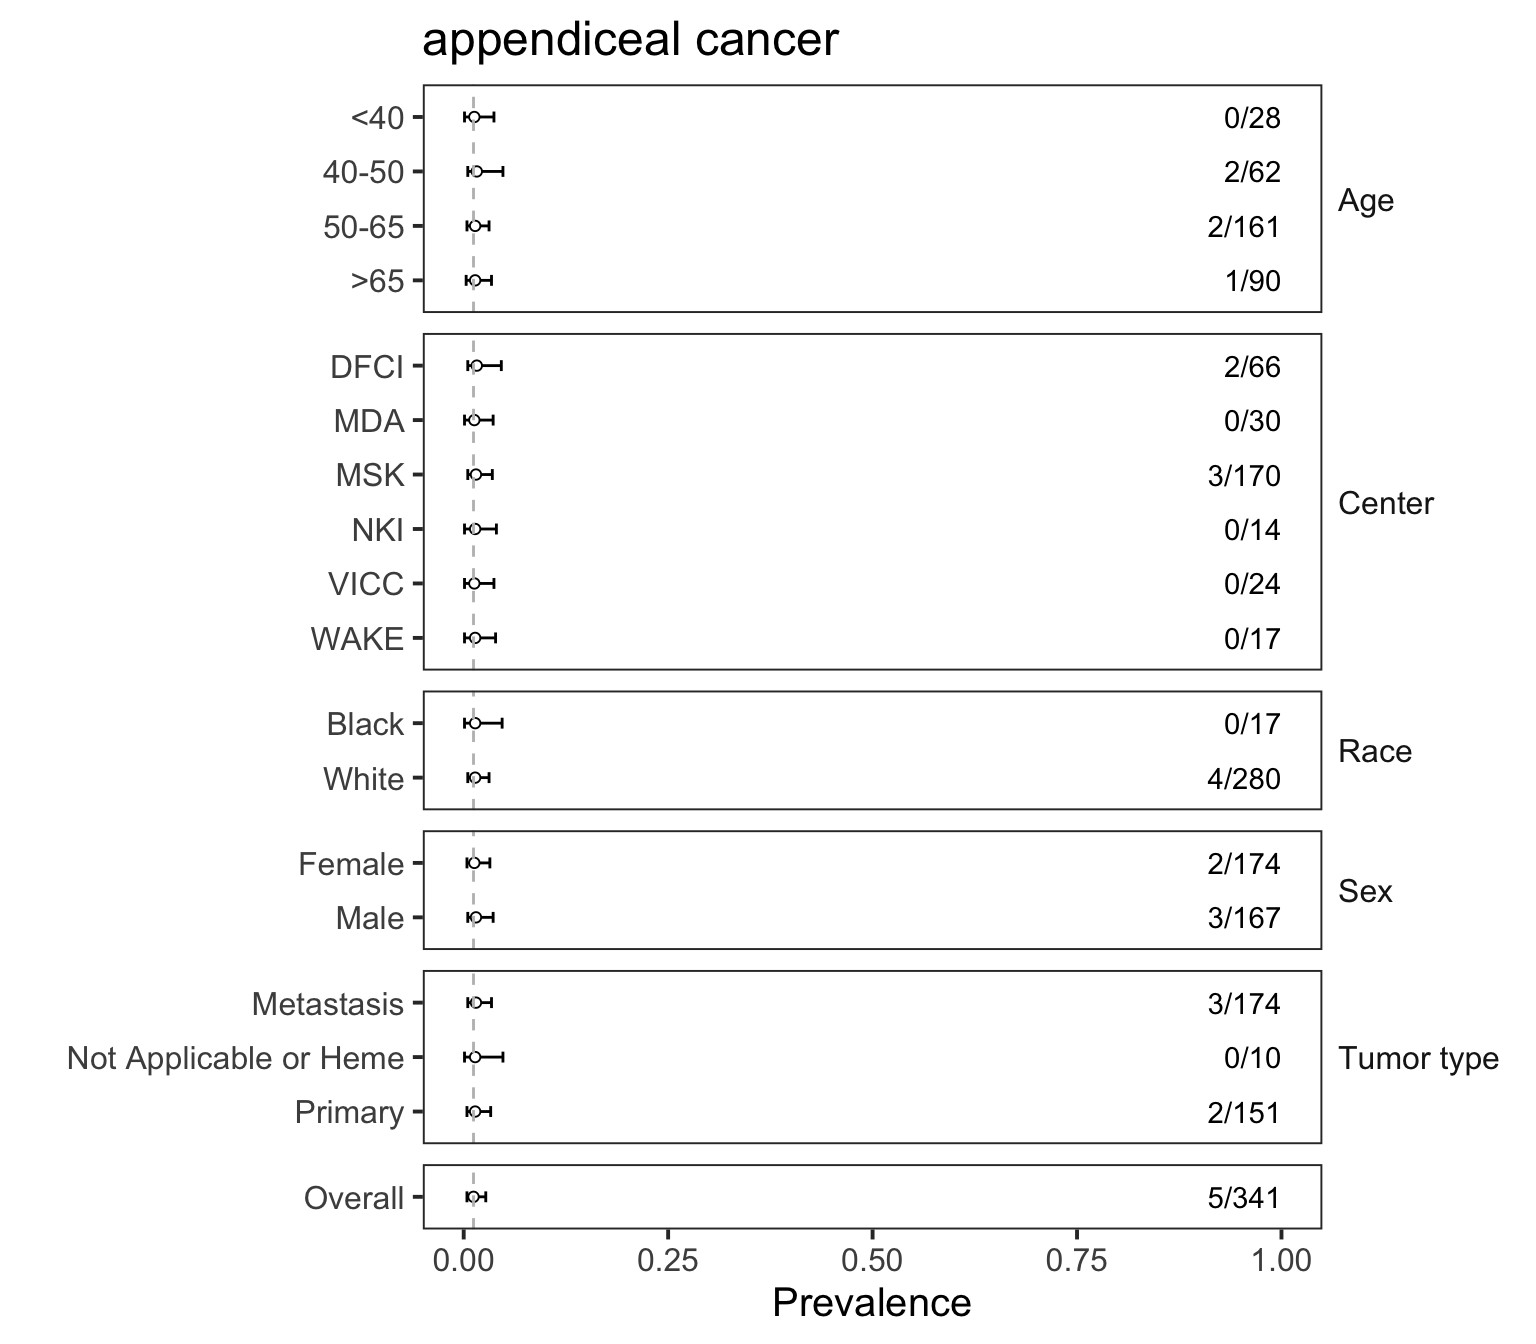 appendiceal cancer
<40 0/28
40-50 2/62
50-65 2/161
>65 1/90
Age
DFCI 2/66
MDA 0/30
MSK 3/170
NKI 0/14
VICC 0/24
WAKE 0/17
Center
Black 0/17
White 4/280
Race
Female 2/174
Male 3/167
Sex
Metastasis 3/174
Not Applicable or Heme 0/10
Primary 2/151
Tumor type
Overall 5/341
0.00 0.25 0.50 0.75 1.00
Prevalence